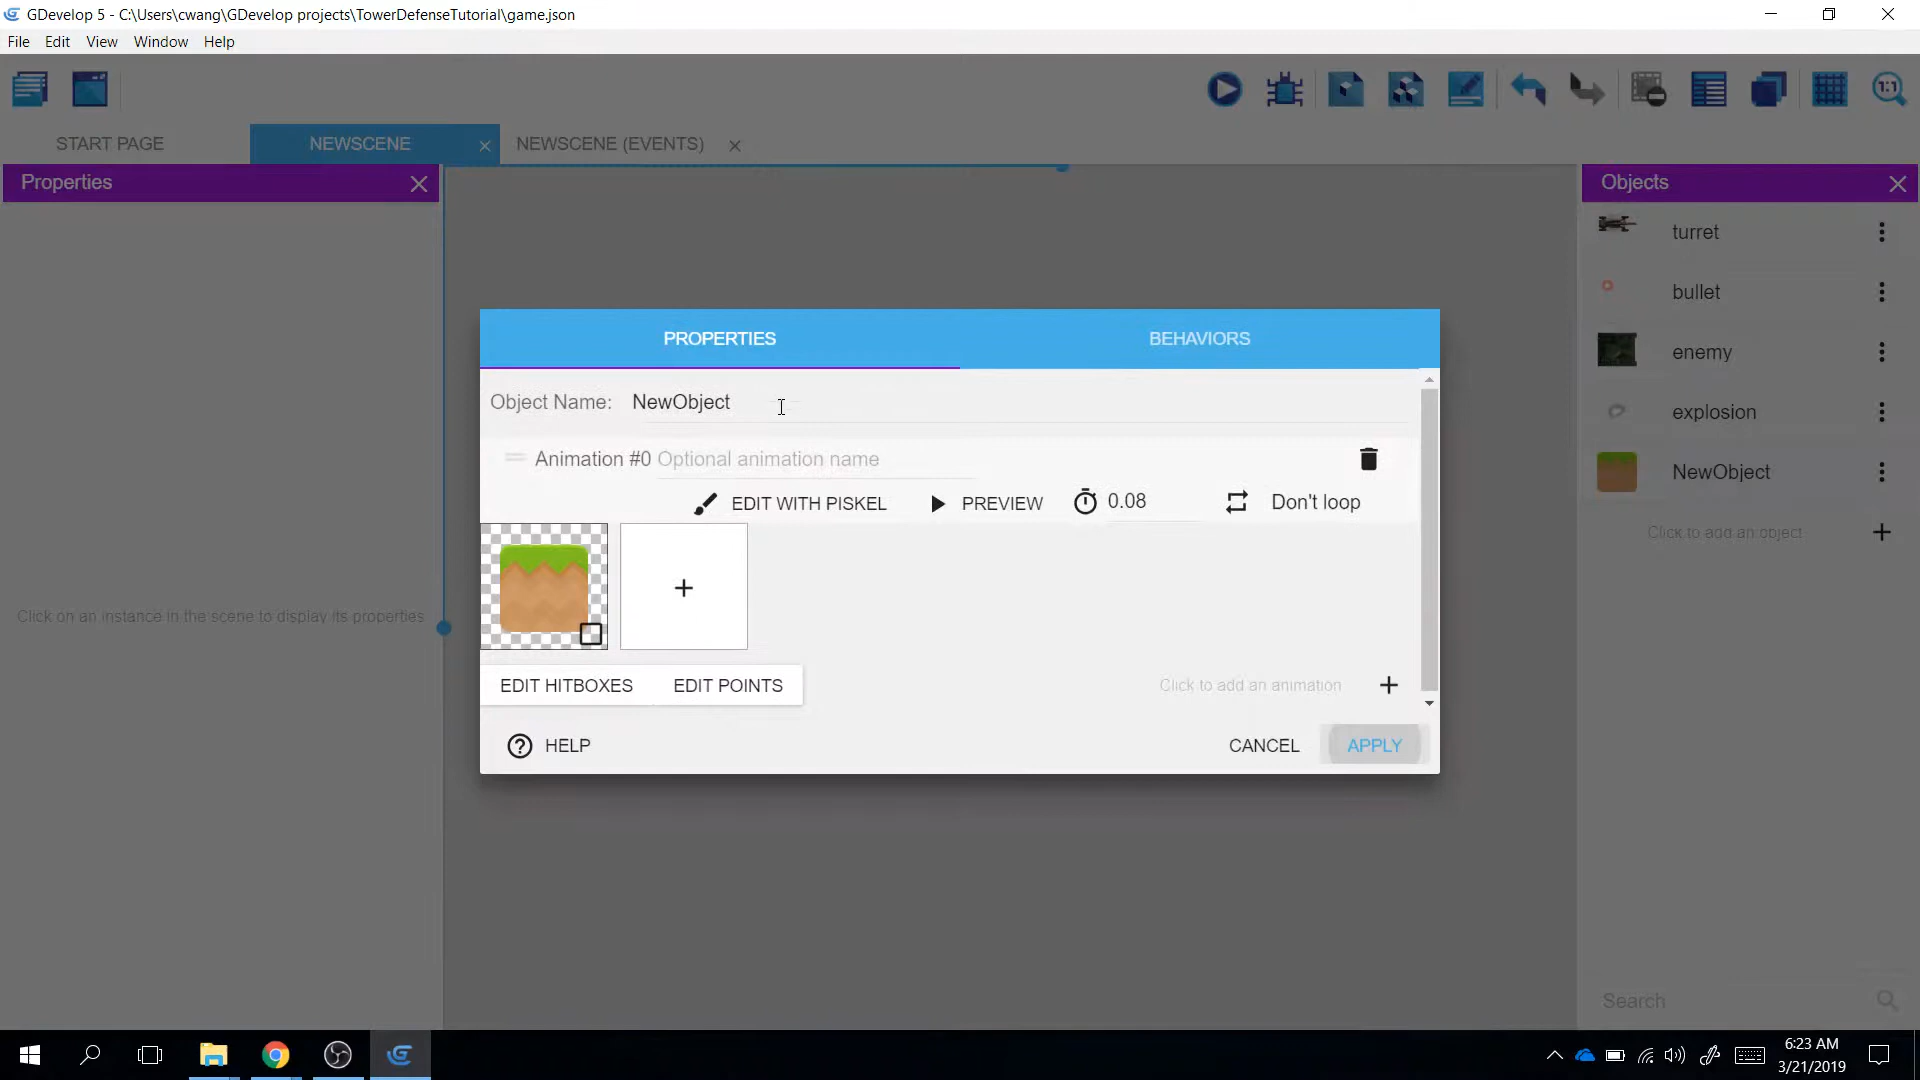 GDevelop 5 - C:\Users\cwang\GDevelop projects\TowerDefenseTutorial\game.json
File Edit View Window Help
1:1
START PAGE NEWSCENE NEWSCENE (EVENTS)
Properties
Objects
turret
bullet
enemy
explosion
NewObject
Click to add an object
Click on an instance in the scene to display its properties
PROPERTIES BEHAVIORS
Object Name: NewObject
Animation #0 Optional animation name
EDIT WITH PISKEL PREVIEW 0.08 Don't loop
EDIT HITBOXES EDIT POINTS Click to add an animation
HELP CANCEL APPLY
Search
6:23 AM
3/21/2019